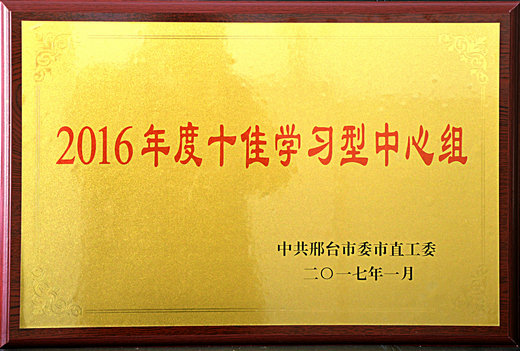 2016年度十佳学习型中心组
中共邢台市委市直工委
二〇一七年一月